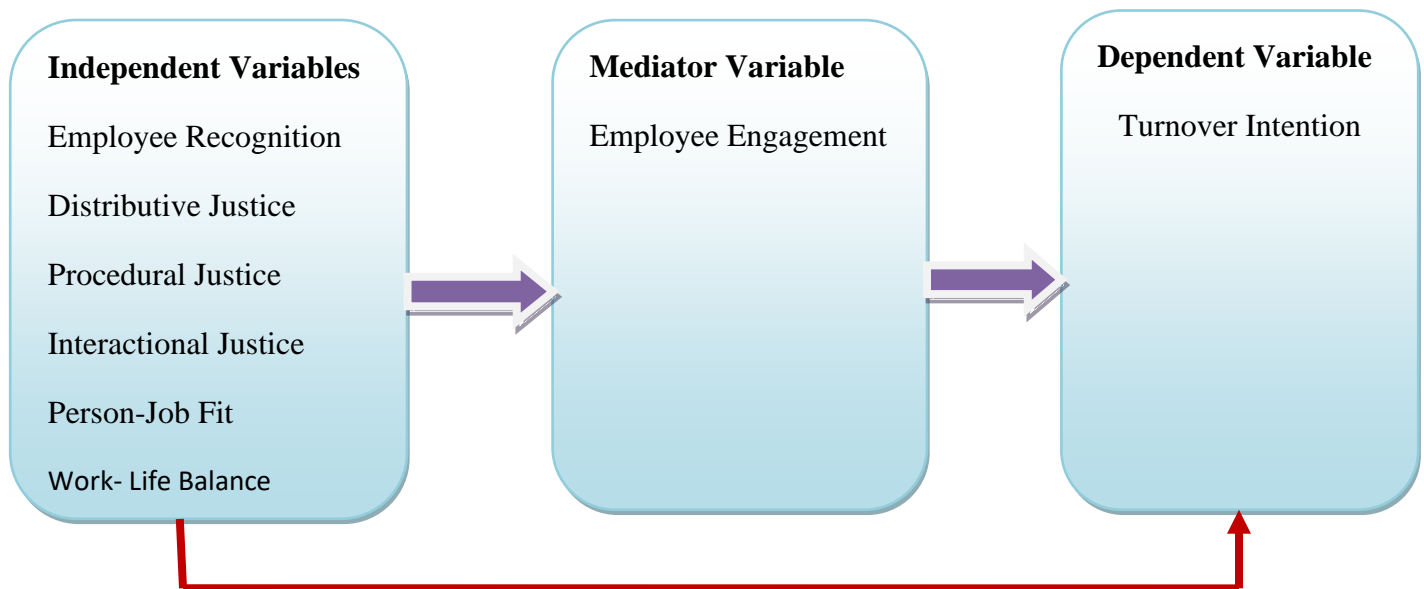 Independent Variables
Employee Recognition
Distributive Justice
Procedural Justice
Interactional Justice
Person-Job Fit
Work- Life Balance
Mediator Variable
Employee Engagement
Dependent Variable
Turnover Intention